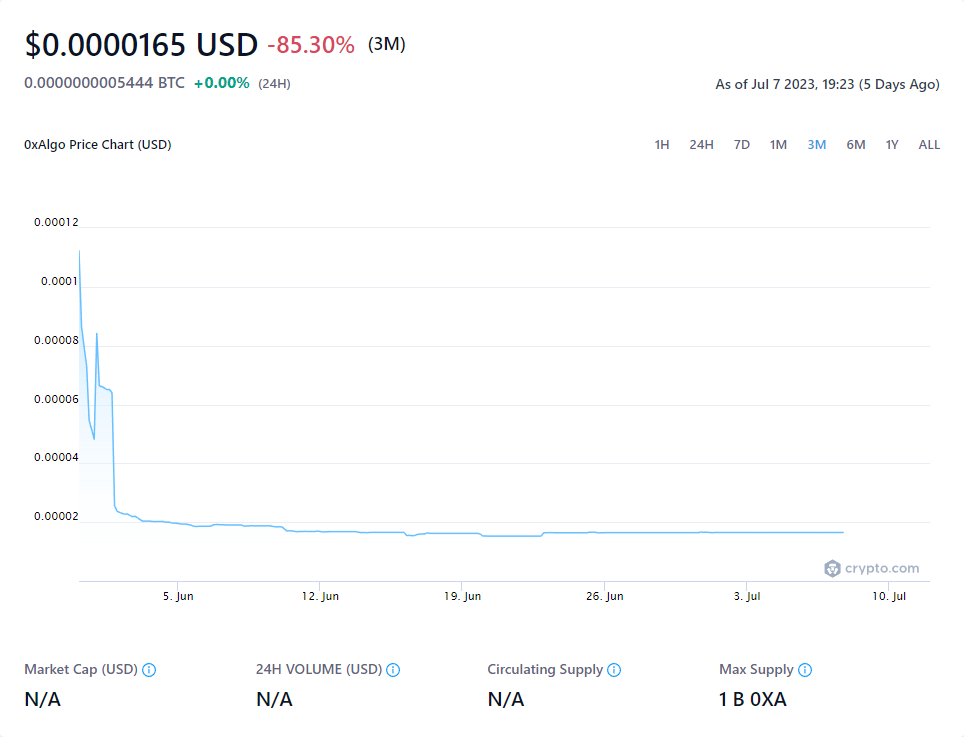 $0.0000165 USD -85.30% (3M)
0.0000000005444 BTC +0.00% (24H)
As of Jul 7 2023, 19:23 (5 Days Ago)
0xAlgo Price Chart (USD)
1H 24H 7D 1M 3M 6M 1Y ALL
0.00012
0.0001
0.00008
0.00006
0.00004
0.00002
crypto.com
5. Jun 12. Jun 19. Jun 26. Jun 3. Jul 10. Jul
Market Cap (USD) 24H VOLUME (USD) Circulating Supply Max Supply
N/A N/A N/A 1 B 0XA